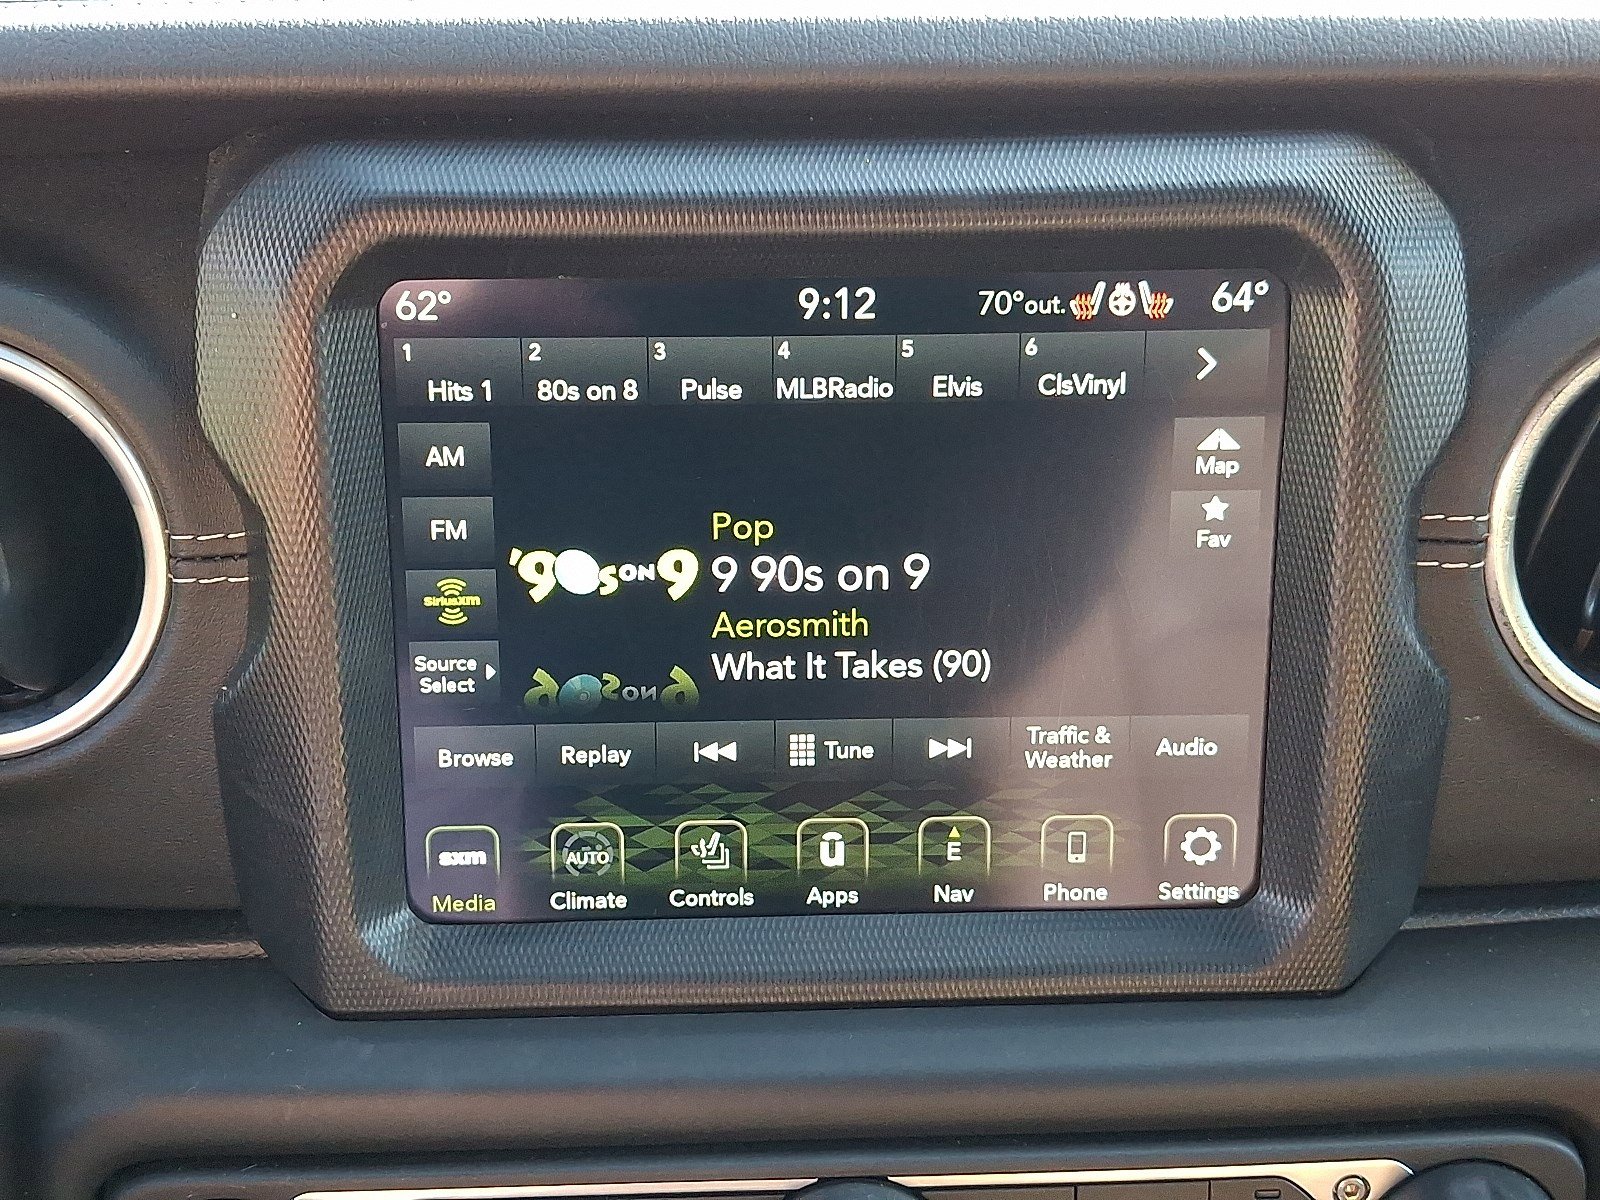 62° 9:12 70°out. 64°
1 2 3 4 5 6
Hits 1 80s on 8 Pulse MLBRadio Elvis ClsVinyl
AM
Map
FM
Fav
Pop
'90s ON 9
9 90s on 9
siriusxm
Aerosmith
What It Takes (90)
Source
Select
Browse Replay Tune
Traffic &
Weather
Audio
sxm AUTO ū E
Media Climate Controls Apps Nav Phone Settings